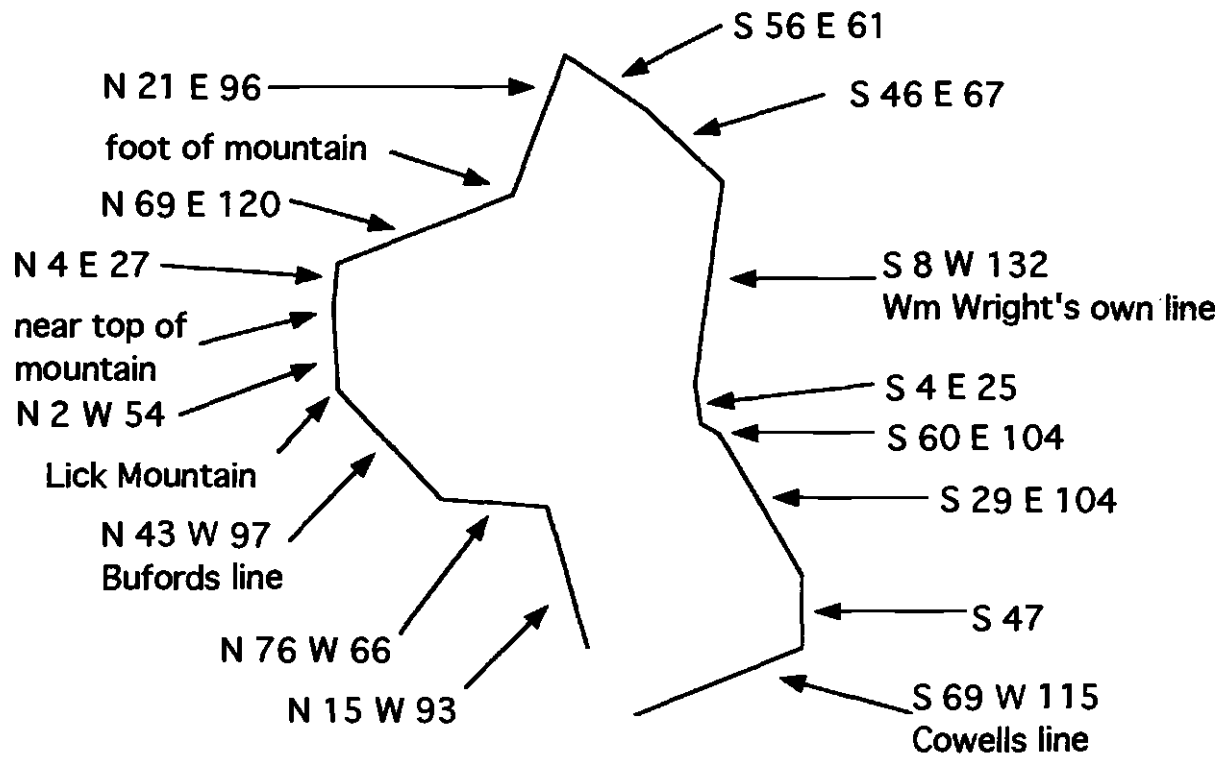 S 56 E 61
N 21 E 96
S 46 E 67
foot of mountain
N 69 E 120
N 4 E 27
S 8 W 132
Wm Wright's own line
near top of
mountain
N 2 W 54
S 4 E 25
S 60 E 104
Lick Mountain
S 29 E 104
N 43 W 97
Bufords line
S 47
N 76 W 66
N 15 W 93
S 69 W 115
Cowells line